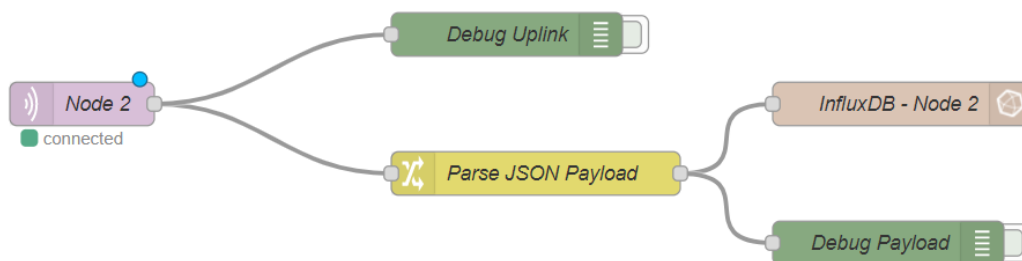 Debug Uplink
Node 2
connected
InfluxDB - Node 2
Parse JSON Payload
Debug Payload